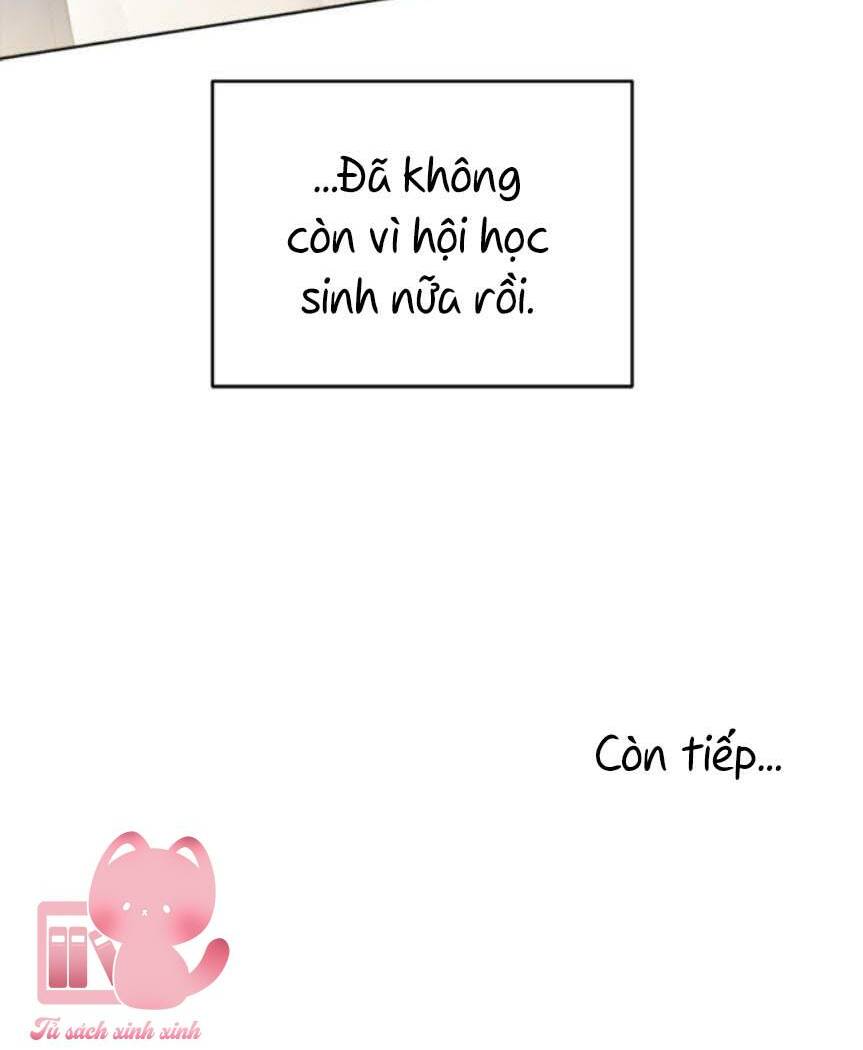 ...Đã không
còn vì hội học
sinh nữa rồi.
Còn tiếp...
Tủ sách xinh xinh